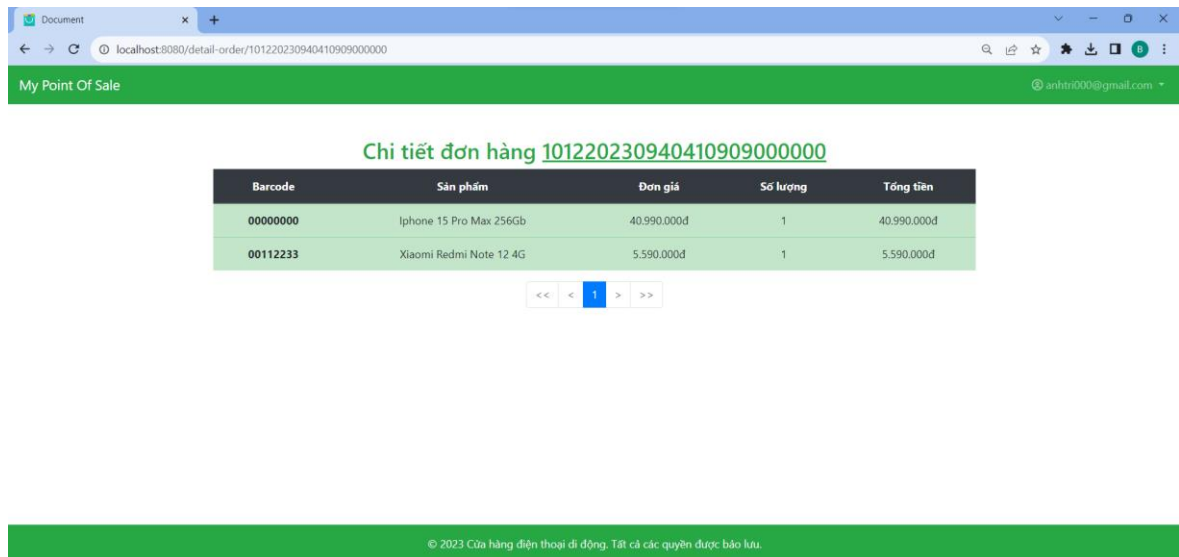 Document
localhost:8080/detail-order/101220230940410909000000
B
My Point Of Sale anhtri000@gmail.com
Chi tiết đơn hàng 101220230940410909000000
Barcode Sản phẩm Đơn giá Số lượng Tổng tiền
00000000 Iphone 15 Pro Max 256Gb 40.990.000đ 1 40.990.000đ
00112233 Xiaomi Redmi Note 12 4G 5.590.000đ 1 5.590.000đ
<< < 1 > >>
© 2023 Cửa hàng điện thoại di động. Tất cả các quyền được bảo lưu.